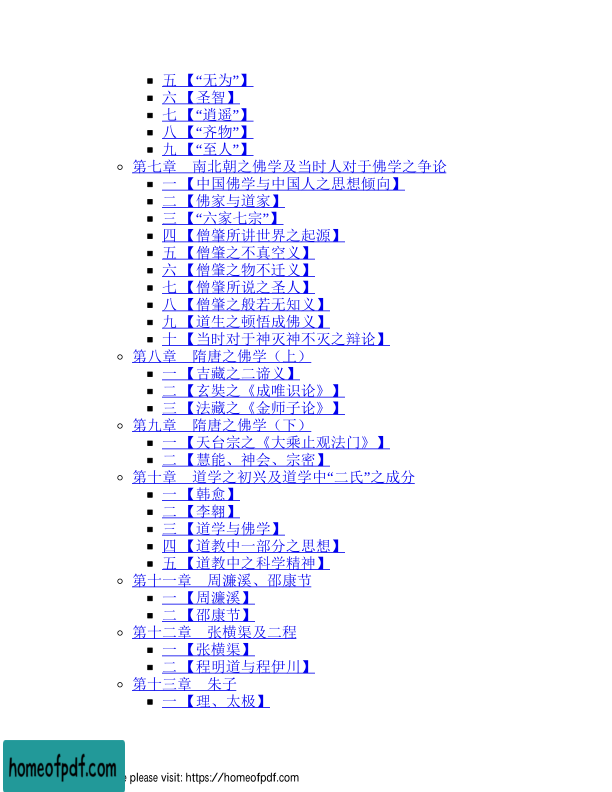 五 【“无为”】
六 【圣智】
七 【“逍遥”】
八 【“齐物”】
九 【“至人”】
第七章 南北朝之佛学及当时人对于佛学之争论
一 【中国佛学与中国人之思想倾向】
二 【佛家与道家】
三 【“六家七宗”】
四 【僧肇所讲世界之起源】
五 【僧肇之不真空义】
六 【僧肇之物不迁义】
七 【僧肇所说之圣人】
八 【僧肇之般若无知义】
九 【道生之顿悟成佛义】
十 【当时对于神灭神不灭之辩论】
第八章 隋唐之佛学（上）
一 【吉藏之二谛义】
二 【玄奘之《成唯识论》】
三 【法藏之《金师子论》】
第九章 隋唐之佛学（下）
一 【天台宗之《大乘止观法门》】
二 【慧能、神会、宗密】
第十章 道学之初兴及道学中“二氏”之成分
一 【韩愈】
二 【李翱】
三 【道学与佛学】
四 【道教中一部分之思想】
五 【道教中之科学精神】
第十一章 周濂溪、邵康节
一 【周濂溪】
二 【邵康节】
第十二章 张横渠及二程
一 【张横渠】
二 【程明道与程伊川】
第十三章 朱子
一 【理、太极】
homeofpdf.com
please visit: https://homeofpdf.com